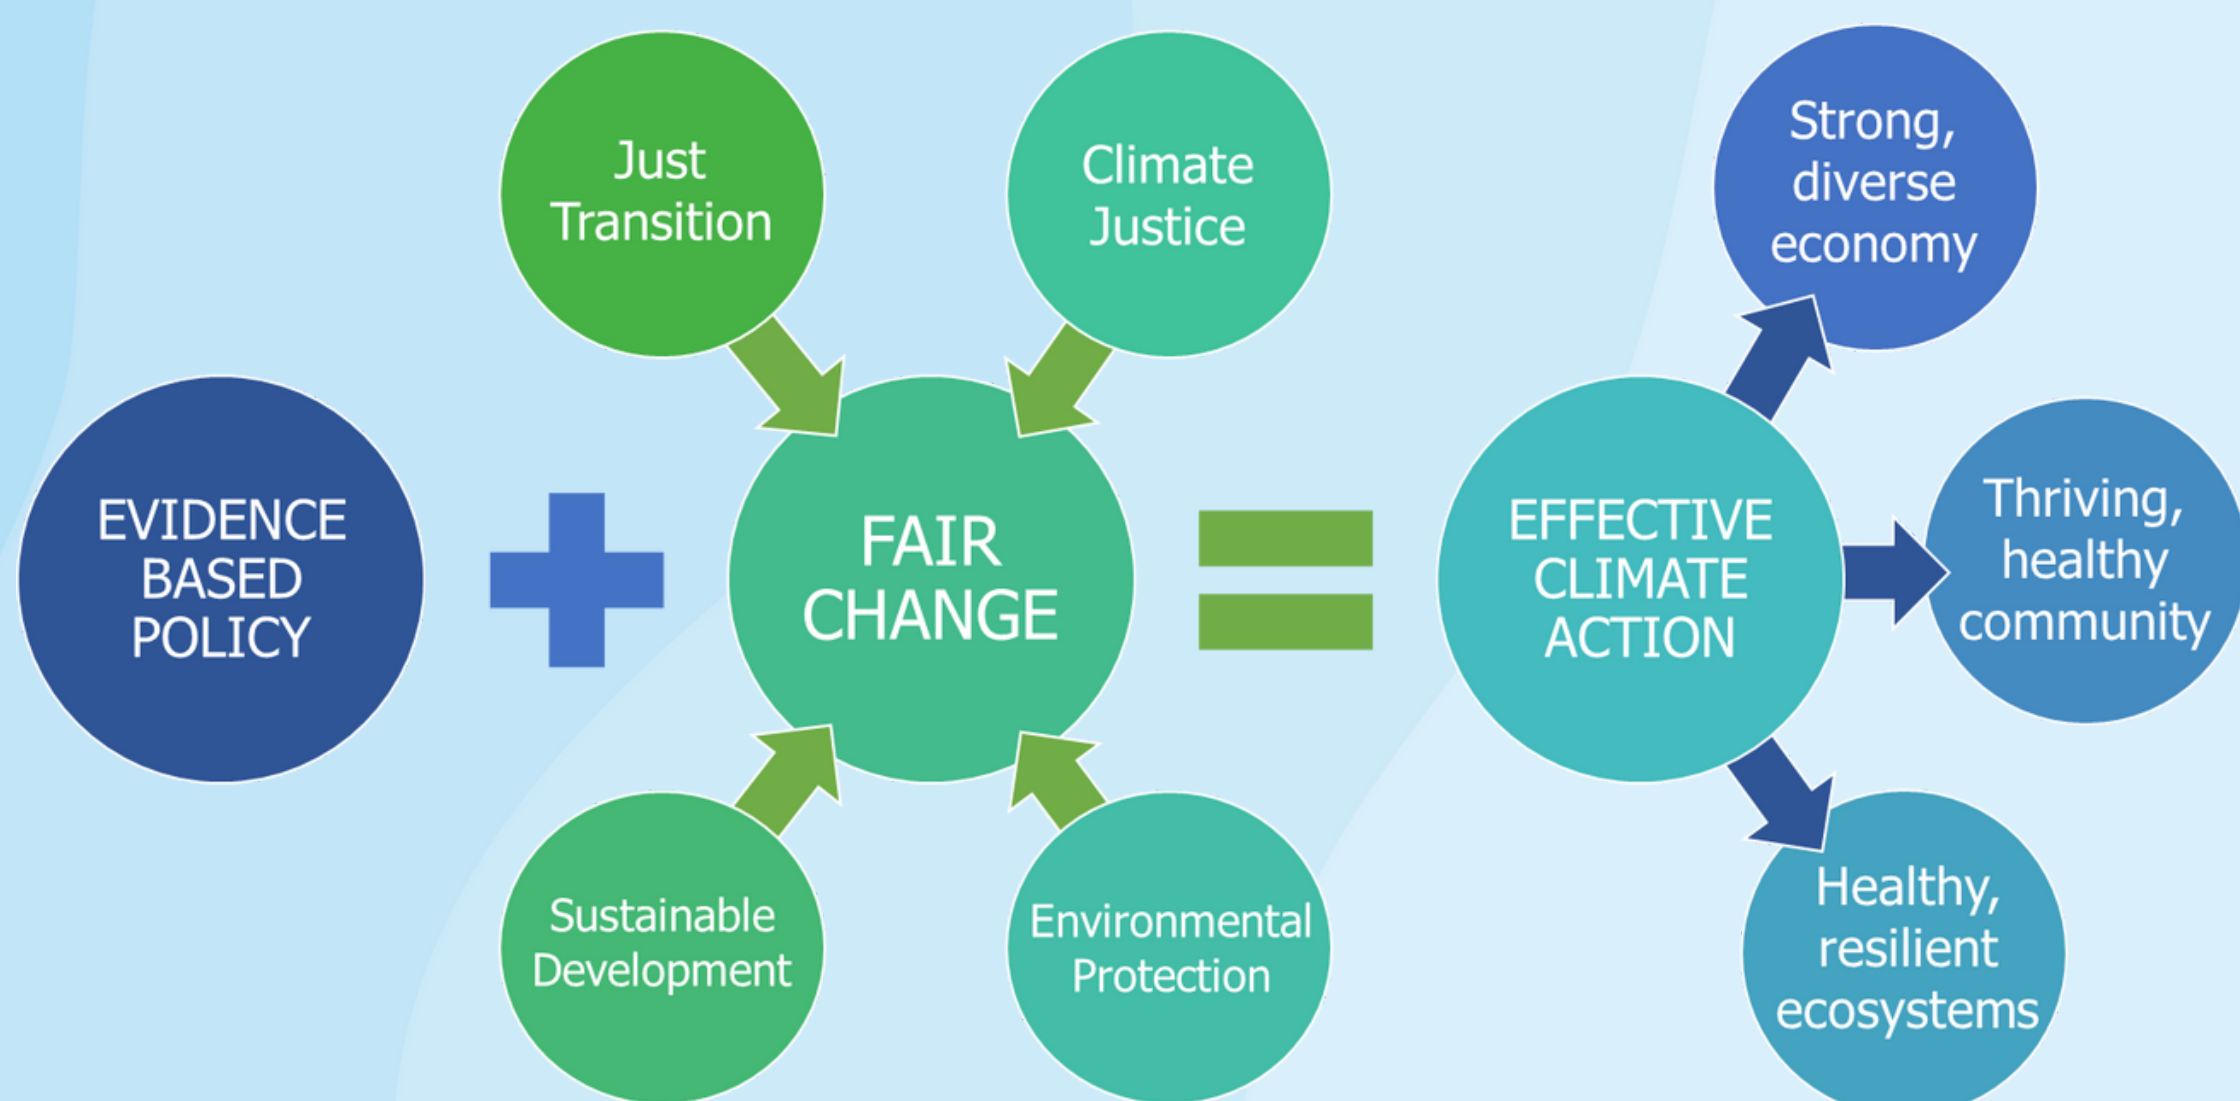 Just
Transition
Climate
Justice
Strong,
diverse
economy
EVIDENCE
BASED
POLICY
FAIR
CHANGE
EFFECTIVE
CLIMATE
ACTION
Thriving,
healthy
community
Sustainable
Development
Environmental
Protection
Healthy,
resilient
ecosystems